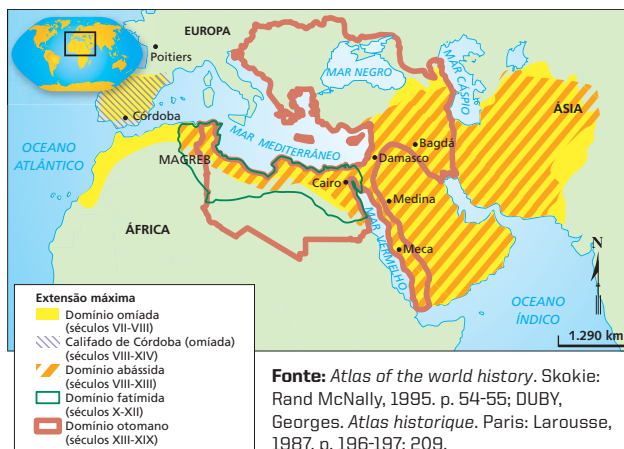 EUROPA
Poitiers
MAR NEGRO
MAR CÁSPIO
ÁSIA
Córdoba
OCEANO
ATLÂNTICO
MAR MEDITERRÂNEO
MAGREB
Bagdá
Damasco
Cairo
Medina
ÁFRICA
MAR VERMELHO
Meca
N
OCEANO
ÍNDICO
1.290 km
Extensão máxima
Domínio omíada
(séculos VII-VIII)
Califado de Córdoba (omíada)
(séculos VIII-XIV)
Domínio abássida
(séculos VIII-XIII)
Domínio fatímida
(séculos X-XII)
Domínio otomano
(séculos XIII-XIX)
Fonte: Atlas of the world history. Skokie:
Rand McNally, 1995. p. 54-55; DUBY,
Georges. Atlas historique. Paris: Larousse,
1987. p. 196-197; 209.